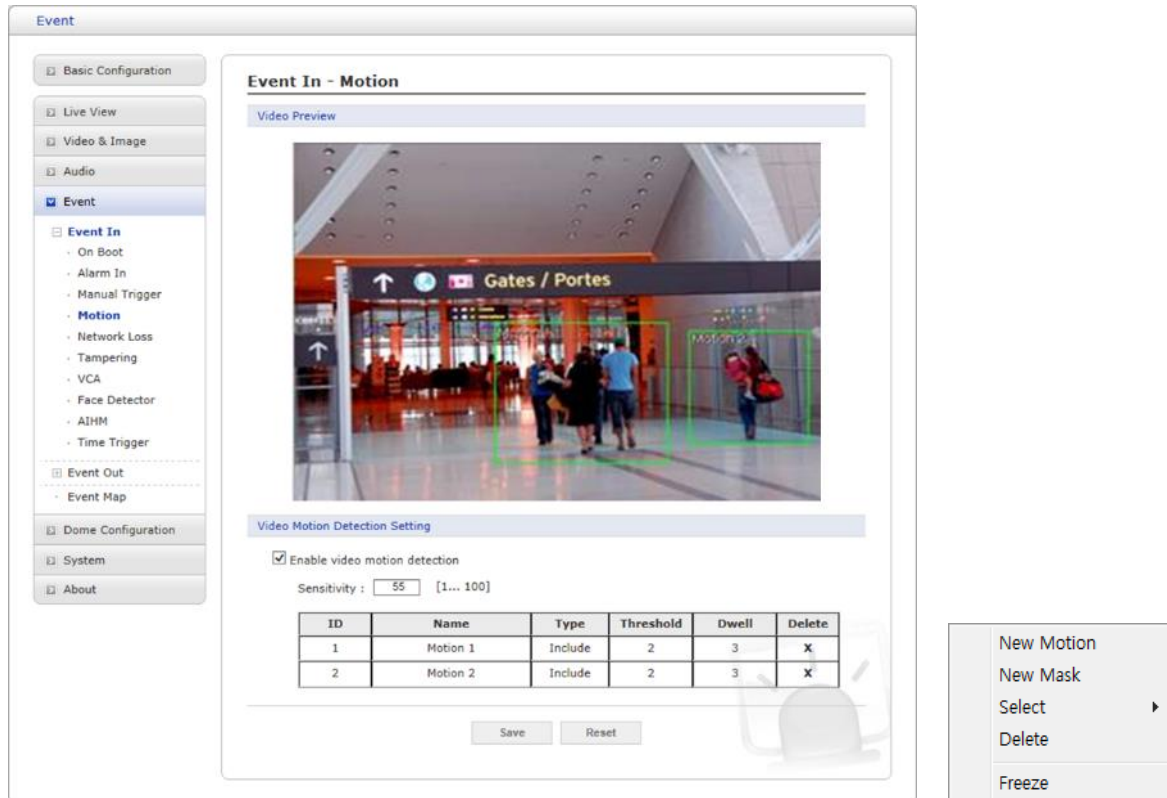 Event
Basic Configuration
Live View
Video & Image
Audio
Event
Event In
On Boot
Alarm In
Manual Trigger
Motion
Network Loss
Tampering
VCA
Face Detector
AIHM
Time Trigger
Event Out
Event Map
Dome Configuration
System
About
Event In - Motion
Video Preview
Gates / Portes
Motion 2
Video Motion Detection Setting
Enable video motion detection
Sensitivity : 55 [1... 100]
ID Name Type Threshold Dwell Delete
1 Motion 1 Include 2 3 X
2 Motion 2 Include 2 3 X
Save Reset
New Motion
New Mask
Select
Delete
Freeze